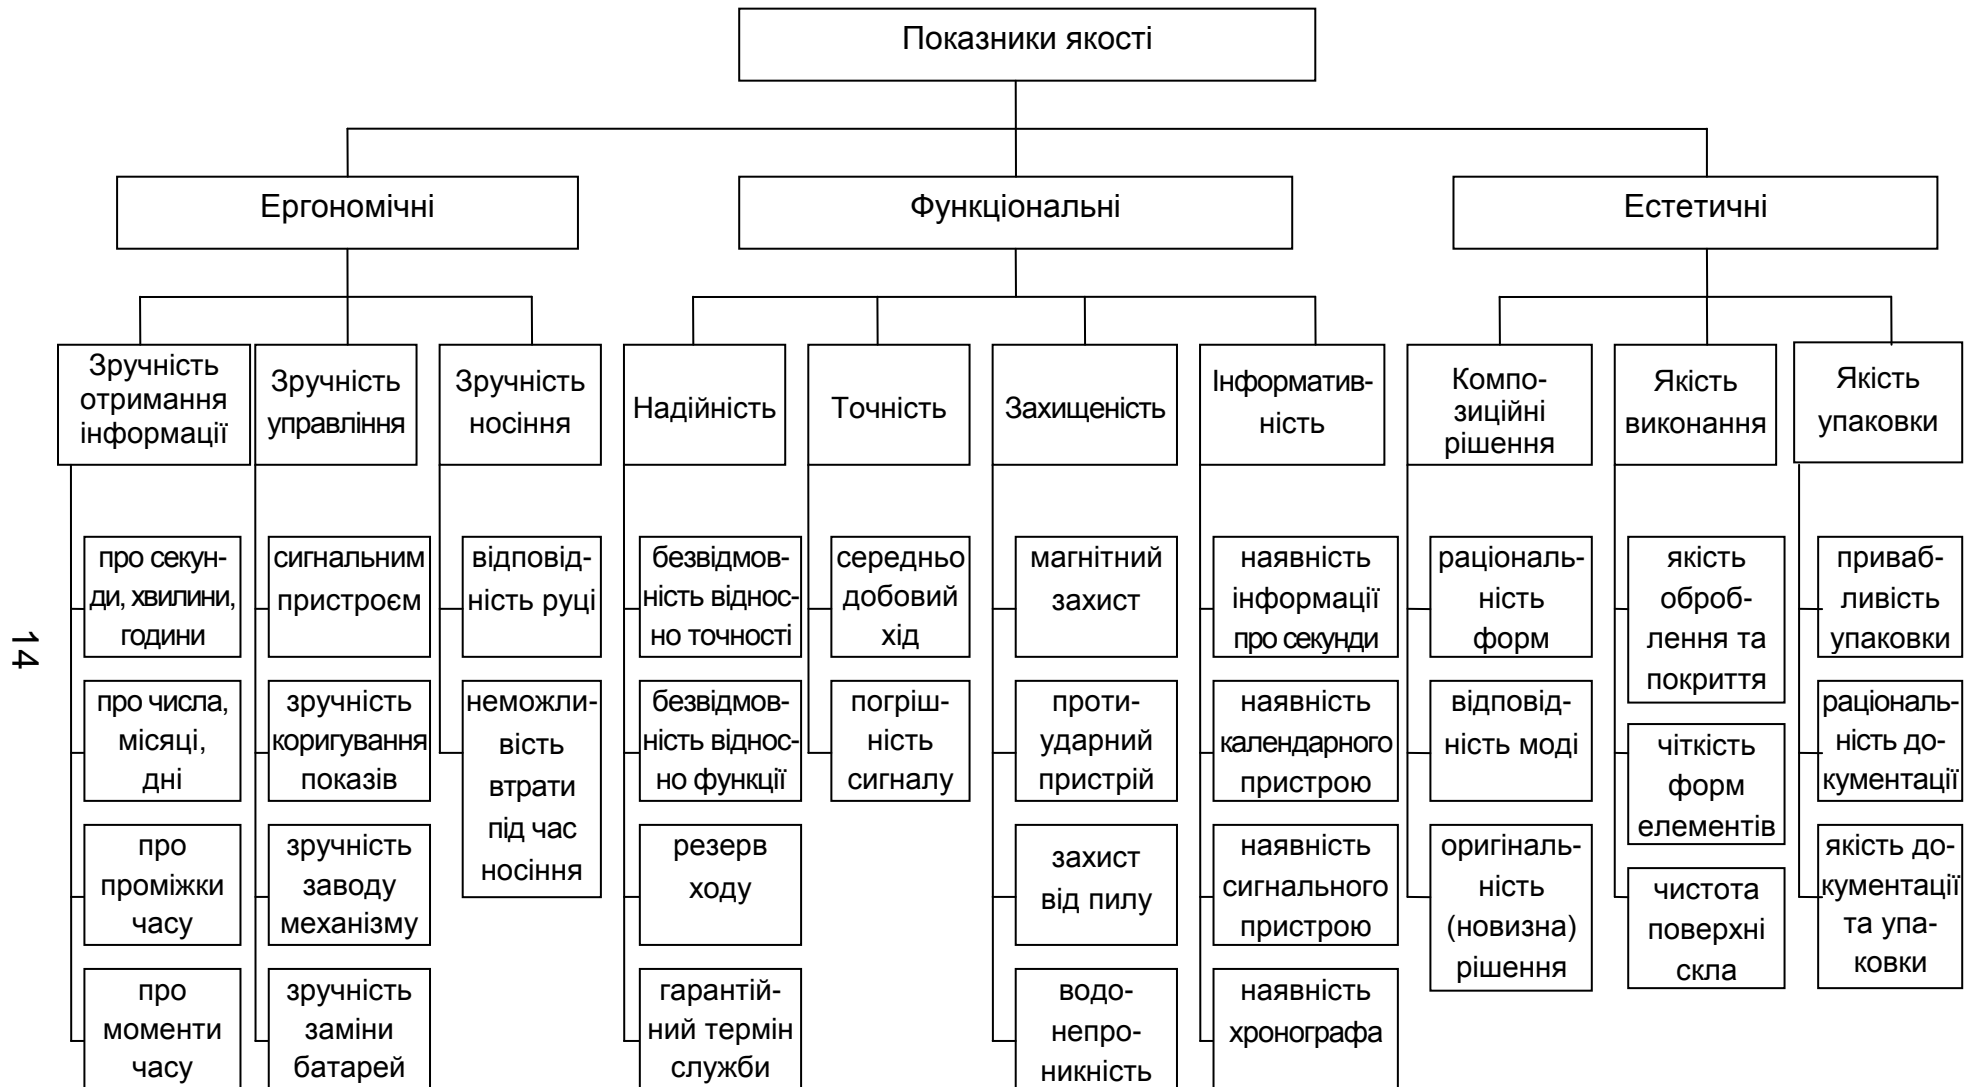 Показники якості
Ергономічні
Функціональні
Естетичні
Зручність
отримання
інформації
Зручність
управління
Зручність
носіння
Надійність
Точність
Захищеність
Інформатив-
ність
Компо-
зиційні
рішення
Якість
виконання
Якість
упаковки
про секун-
ди, хвилини,
години
про числа,
місяці,
дні
про
проміжки
часу
про
моменти
часу
сигнальним
пристроєм
зручність
коригування
показів
зручність
заводу
механізму
зручність
заміни
батарей
відповід-
ність руці
неможли-
вість
втрати
під час
носіння
безвідмов-
ність віднос-
но точності
безвідмов-
ність віднос-
но функції
резерв
ходу
гарантій-
ний термін
служби
середньо
добовий
хід
погріш-
ність
сигналу
магнітний
захист
проти-
ударний
пристрій
захист
від пилу
водо-
непро-
никність
наявність
інформації
про секунди
наявність
календарного
пристрою
наявність
сигнального
пристрою
наявність
хронографа
раціональ-
ність
форм
відповід-
ність моді
оригіналь-
ність
(новизна)
рішення
якість
оброб-
лення та
покриття
чіткість
форм
елементів
чистота
поверхні
скла
приваб-
ливість
упаковки
раціональ-
ність до-
кументації
якість до-
кументації
та упа-
ковки
14